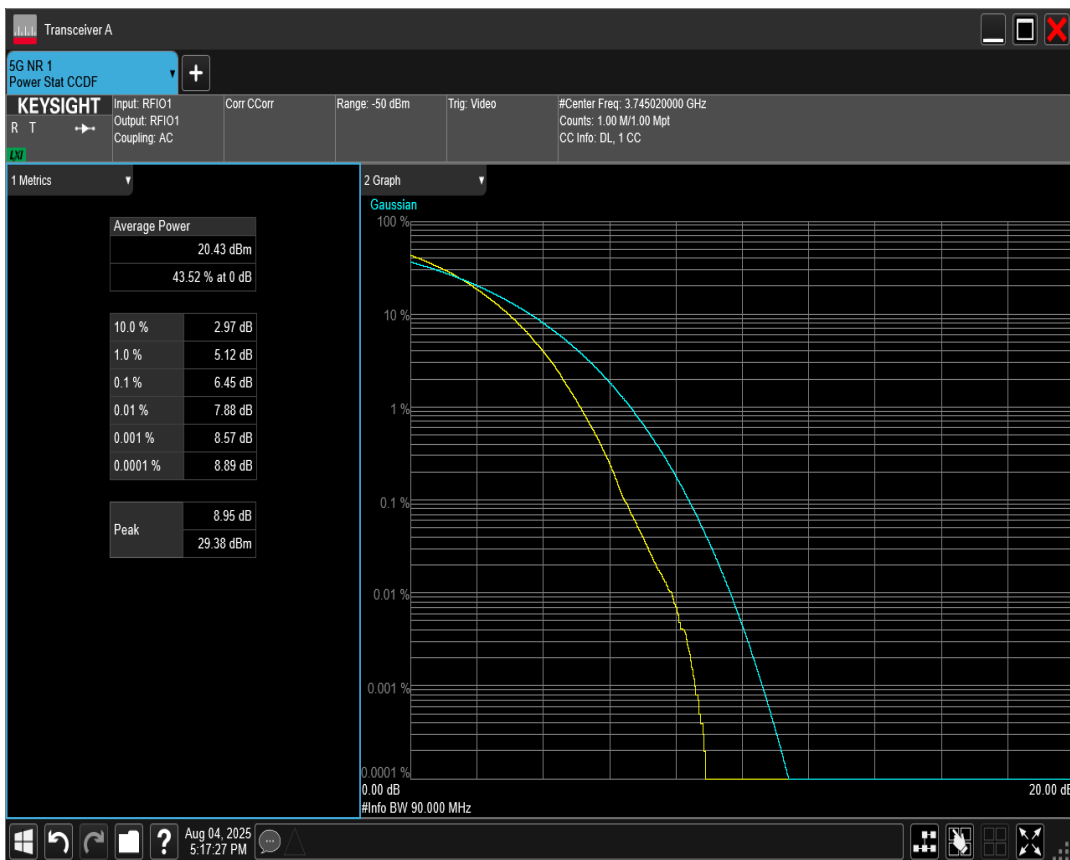 Transceiver A
5G NR 1
Power Stat CCDF
+
KEYSIGHT
R T
LXI
Input: RFIO1
Output: RFIO1
Coupling: AC
Corr CCorr
Range: -50 dBm
Trig: Video
#Center Freq: 3.745020000 GHz
Counts: 1.00 M/1.00 Mpt
CC Info: DL, 1 CC
1 Metrics
Average Power
20.43 dBm
43.52 % at 0 dB
10.0 % 2.97 dB
1.0 % 5.12 dB
0.1 % 6.45 dB
0.01 % 7.88 dB
0.001 % 8.57 dB
0.0001 % 8.89 dB
Peak
8.95 dB
29.38 dBm
2 Graph
Gaussian
100 %
10 %
1 %
0.1 %
0.01 %
0.001 %
0.0001 %
0.00 dB
20.00 dB
#Info BW 90.000 MHz
?
Aug 04, 2025
5:17:27 PM